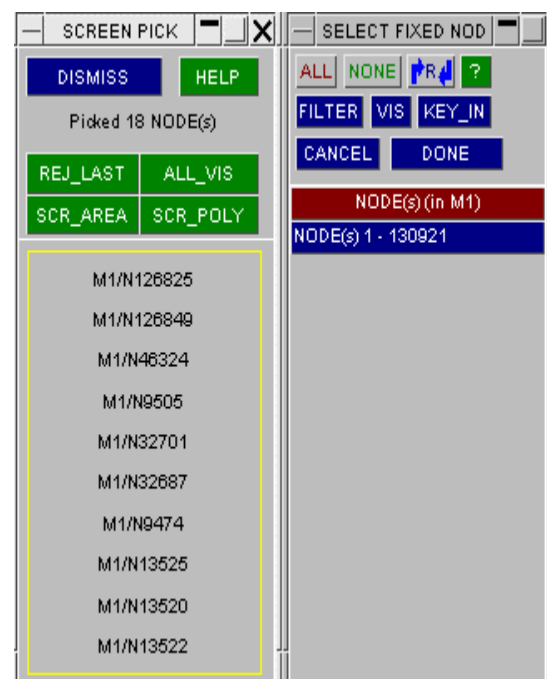 SCREEN PICK
DISMISS HELP
Picked 18 NODE(s)
REJ_LAST ALL_VIS
SCR_AREA SCR_POLY
M1/N126825
M1/N126849
M1/N46324
M1/N9505
M1/N32701
M1/N32687
M1/N9474
M1/N13525
M1/N13520
M1/N13522
SELECT FIXED NOD
ALL NONE R ?
FILTER VIS KEY_IN
CANCEL DONE
NODE(s) (in M1)
NODE(s) 1 - 130921